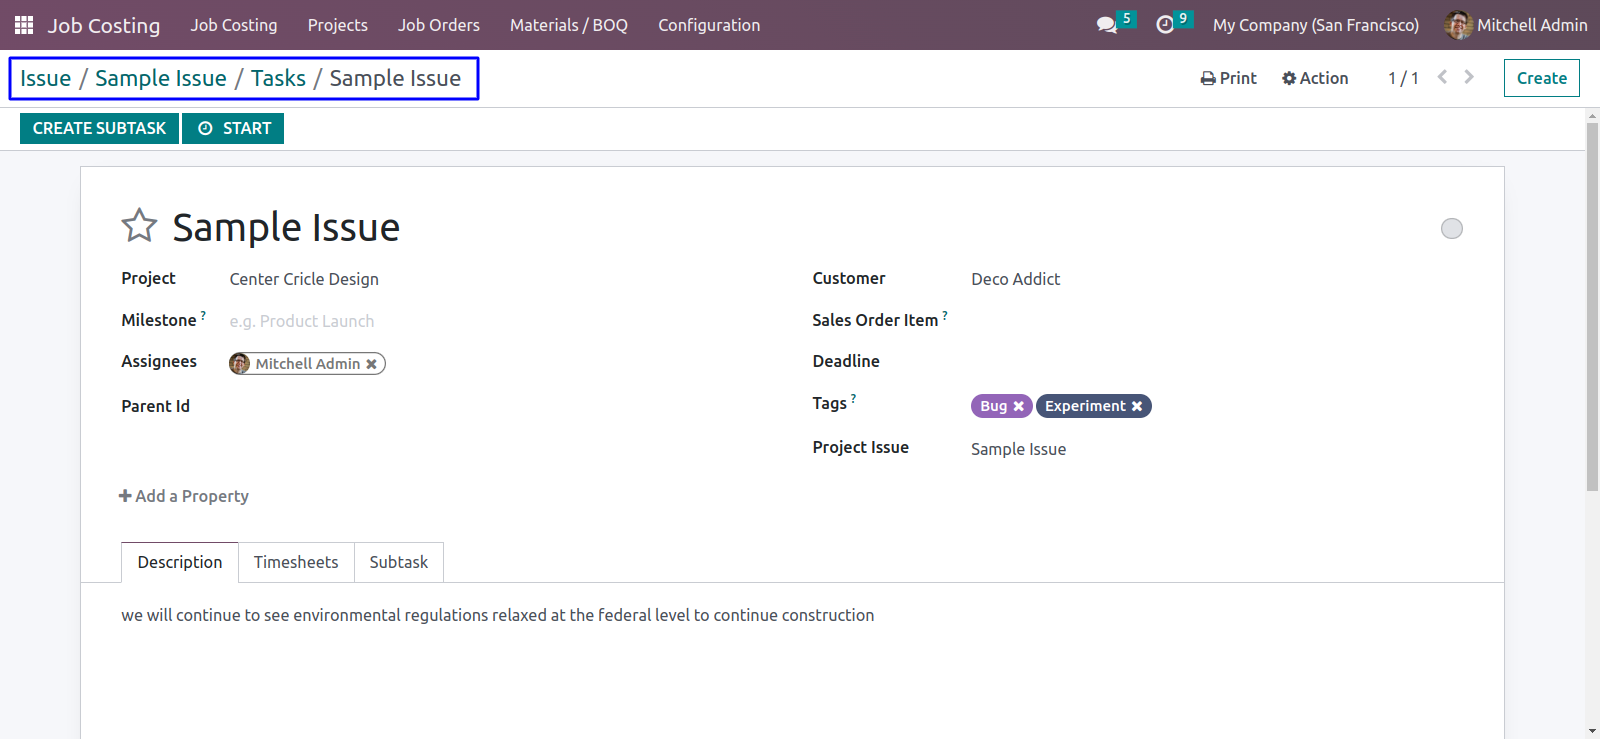 Job Costing Job Costing Projects Job Orders Materials / BOQ Configuration 5 9 My Company (San Francisco) Mitchell Admin
Issue / Sample Issue / Tasks / Sample Issue Print Action 1 / 1 Create
CREATE SUBTASK START
Sample Issue
Project Center Cricle Design Customer Deco Addict
Milestone ? e.g. Product Launch Sales Order Item ?
Assignees Mitchell Admin Deadline
Parent Id Tags ? Bug Experiment
Project Issue Sample Issue
Add a Property
Description Timesheets Subtask
we will continue to see environmental regulations relaxed at the federal level to continue construction